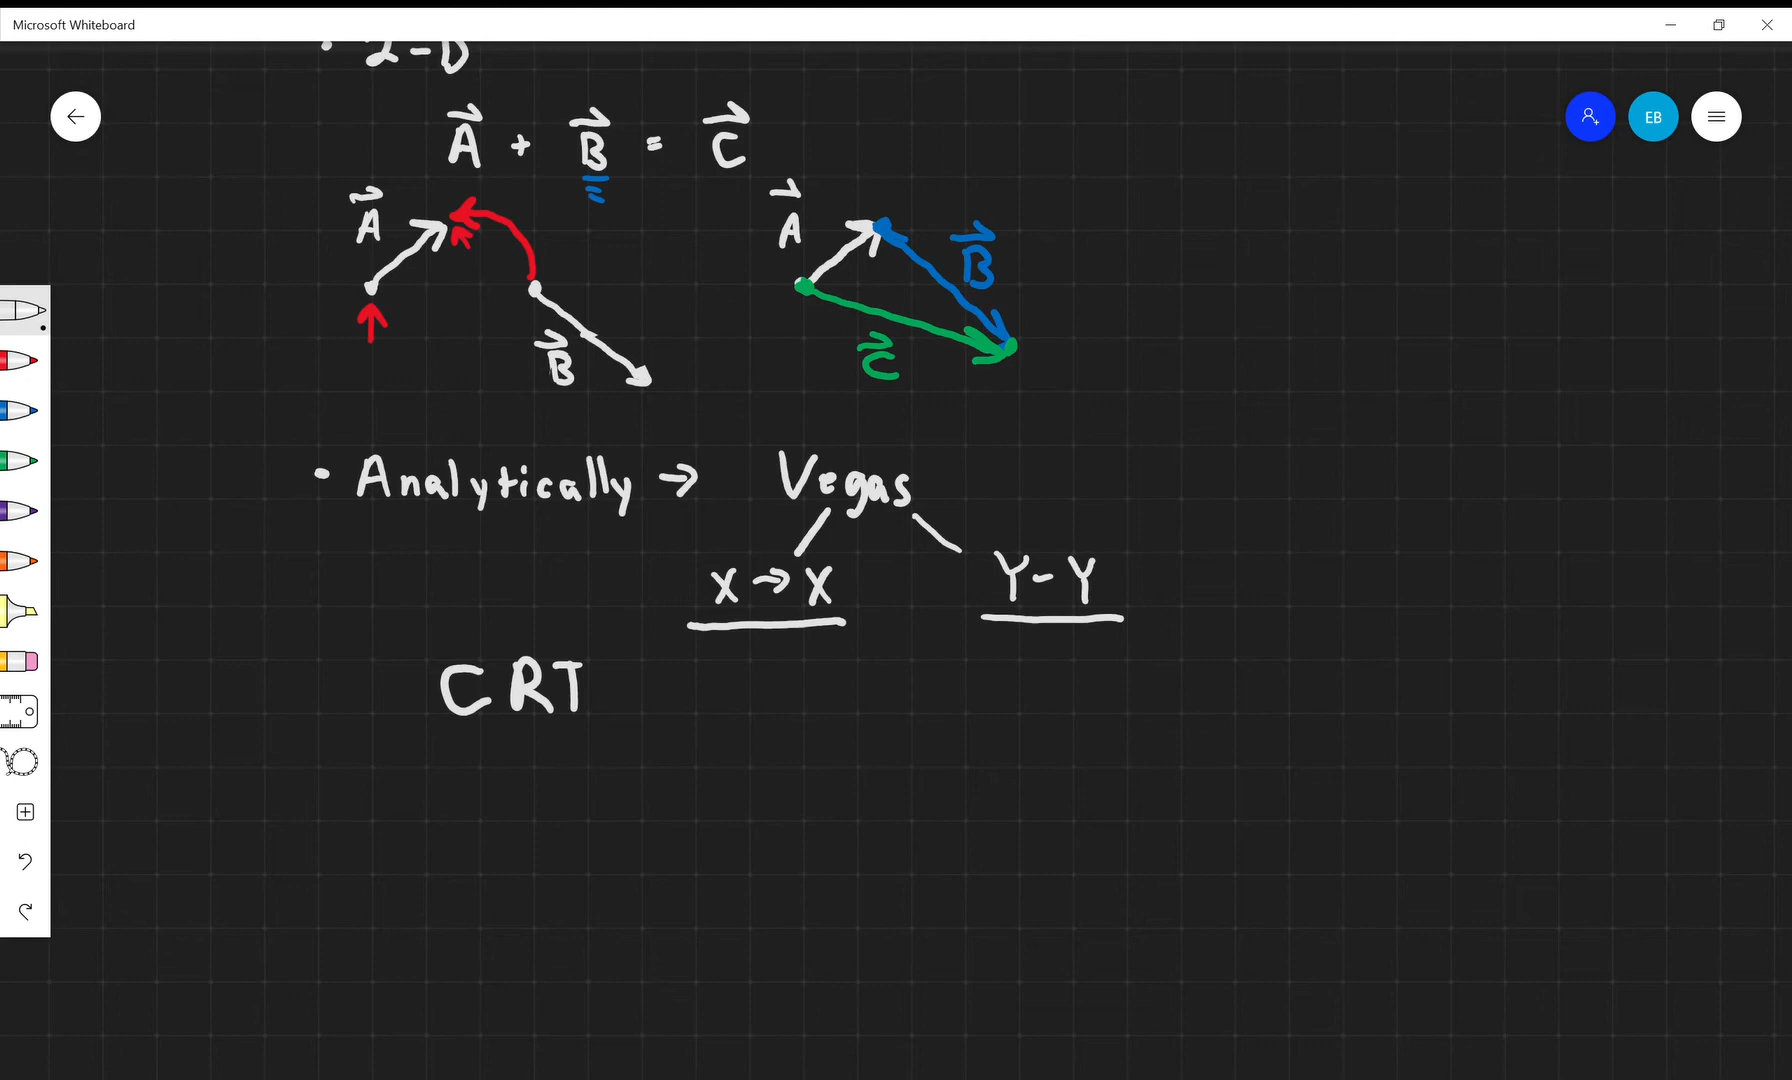 Microsoft Whiteboard
• 2-D
EB
A + B = C
A
B
A
B
C
• Analytically → Vegas
X → X
Y - Y
CRT